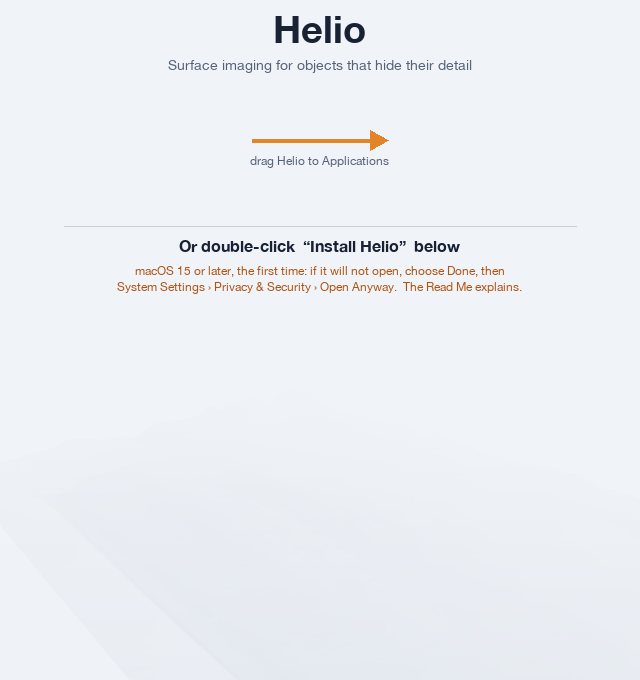 Helio
Surface imaging for objects that hide their detail
drag Helio to Applications
Or double-click “Install Helio” below
macOS 15 or later, the first time: if it will not open, choose Done, then
System Settings › Privacy & Security › Open Anyway. The Read Me explains.